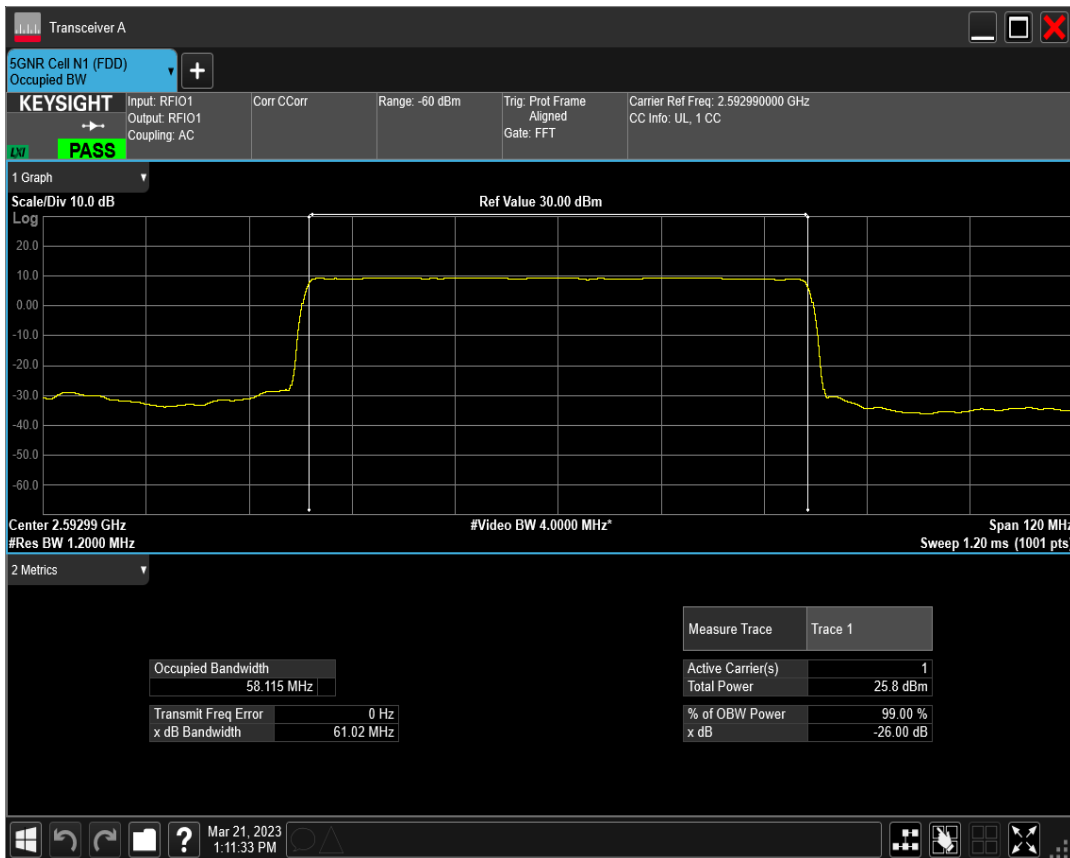 Transceiver A
5GNR Cell N1 (FDD)
Occupied BW
+
KEYSIGHT
LXI
PASS
Input: RFIO1
Output: RFIO1
Coupling: AC
Corr CCorr
Range: -60 dBm
Trig: Prot Frame
Aligned
Gate: FFT
Carrier Ref Freq: 2.592990000 GHz
CC Info: UL, 1 CC
1 Graph
Scale/Div 10.0 dB
Ref Value 30.00 dBm
Log
20.0
10.0
0.00
-10.0
-20.0
-30.0
-40.0
-50.0
-60.0
Center 2.59299 GHz
#Video BW 4.0000 MHz*
Span 120 MHz
#Res BW 1.2000 MHz
Sweep 1.20 ms (1001 pts)
2 Metrics
Measure Trace Trace 1
Occupied Bandwidth
58.115 MHz
Active Carrier(s) 1
Total Power 25.8 dBm
Transmit Freq Error 0 Hz
x dB Bandwidth 61.02 MHz
% of OBW Power 99.00 %
x dB -26.00 dB
?
Mar 21, 2023
1:11:33 PM